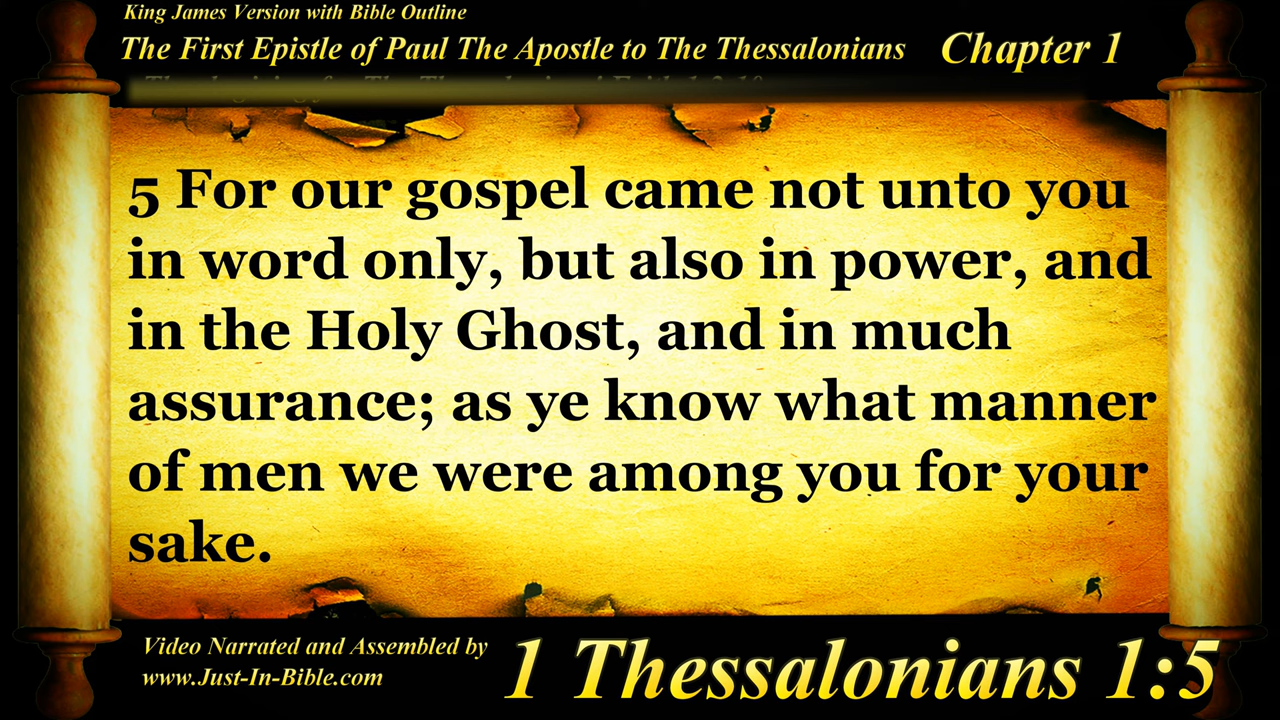 King James Version with Bible Outline
The First Epistle of Paul The Apostle to The Thessalonians Chapter 1
5 For our gospel came not unto you
in word only, but also in power, and
in the Holy Ghost, and in much
assurance; as ye know what manner
of men we were among you for your
sake.
Video Narrated and Assembled by
www.Just-In-Bible.com
1 Thessalonians 1:5